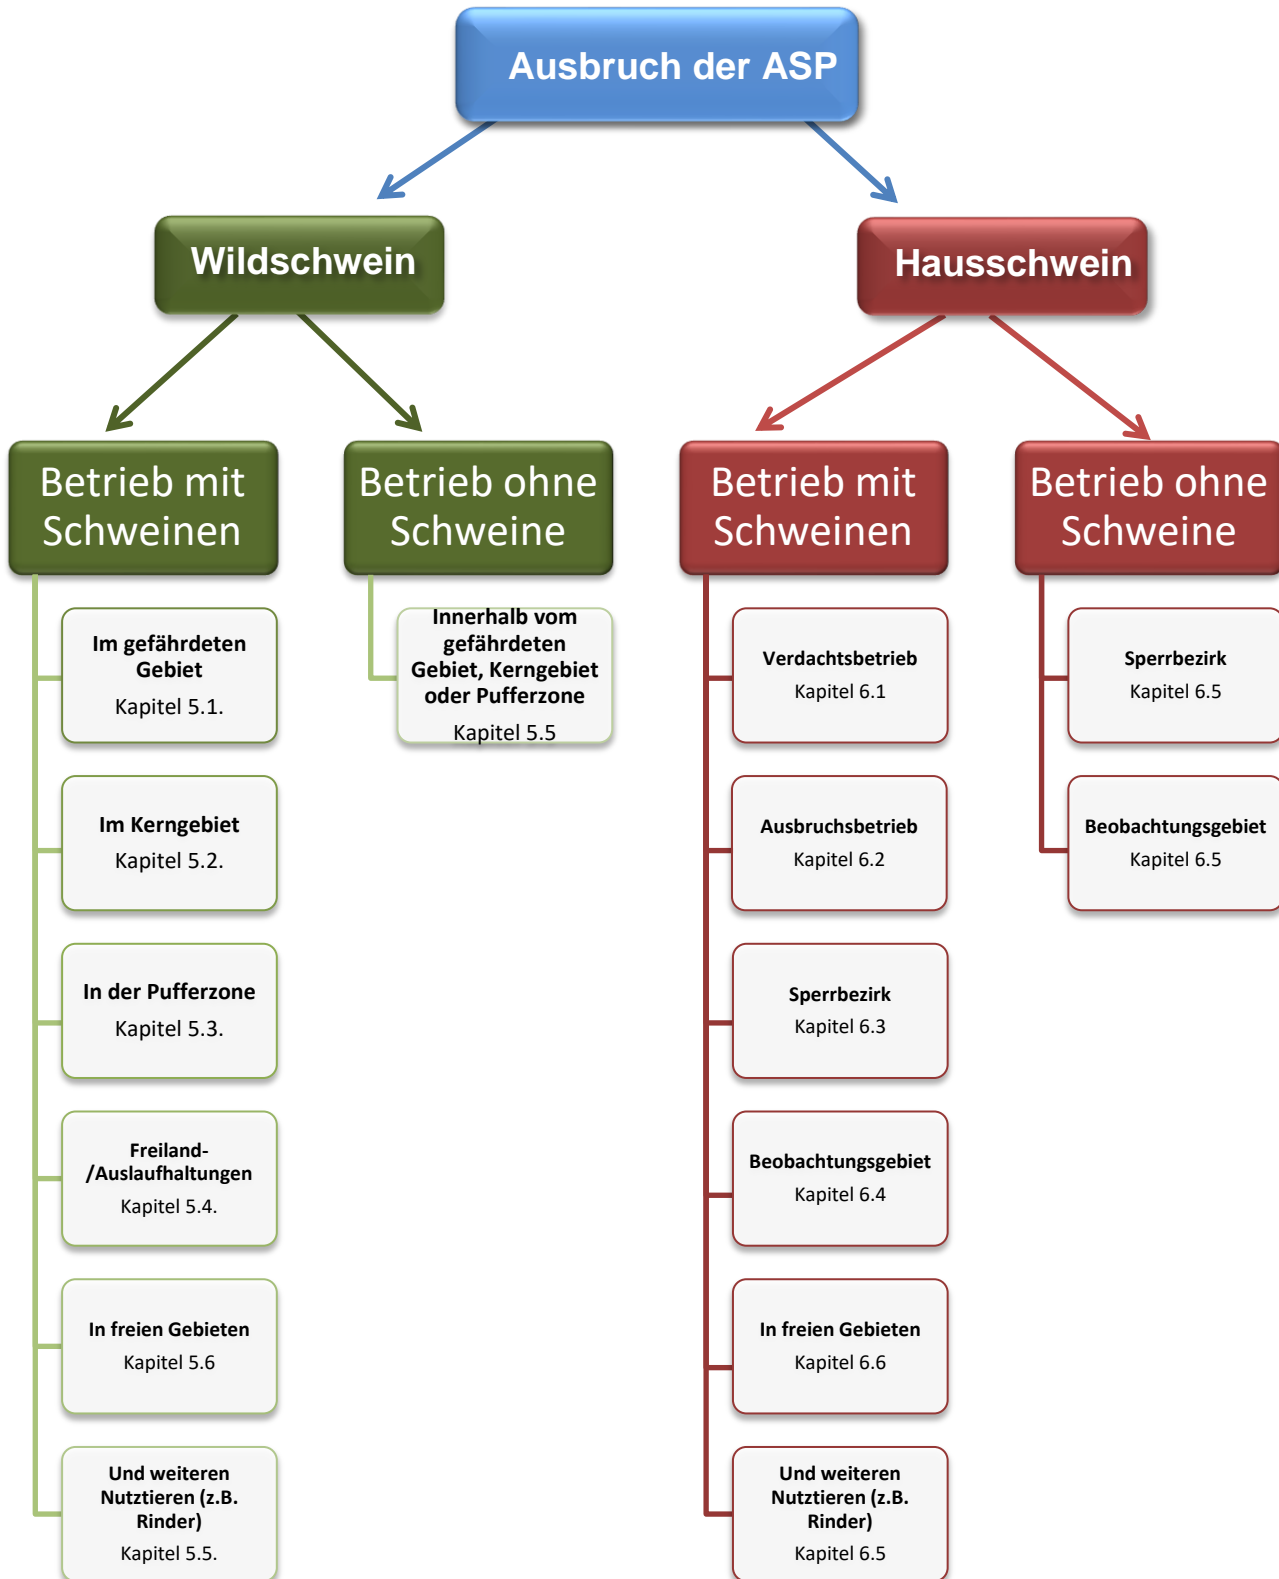 Ausbruch der ASP
Wildschwein
Hausschwein
Betrieb mit
Schweinen
Im gefährdeten
Gebiet
Kapitel 5.1.
Im Kerngebiet
Kapitel 5.2.
In der Pufferzone
Kapitel 5.3.
Freiland-
/Auslaufhaltungen
Kapitel 5.4.
In freien Gebieten
Kapitel 5.6
Und weiteren
Nutztieren (z.B.
Rinder)
Kapitel 5.5.
Betrieb ohne
Schweine
Innerhalb vom
gefährdeten
Gebiet, Kerngebiet
oder Pufferzone
Kapitel 5.5
Betrieb mit
Schweinen
Verdachtsbetrieb
Kapitel 6.1
Ausbruchsbetrieb
Kapitel 6.2
Sperrbezirk
Kapitel 6.3
Beobachtungsgebiet
Kapitel 6.4
In freien Gebieten
Kapitel 6.6
Und weiteren
Nutztieren (z.B.
Rinder)
Kapitel 6.5
Betrieb ohne
Schweine
Sperrbezirk
Kapitel 6.5
Beobachtungsgebiet
Kapitel 6.5